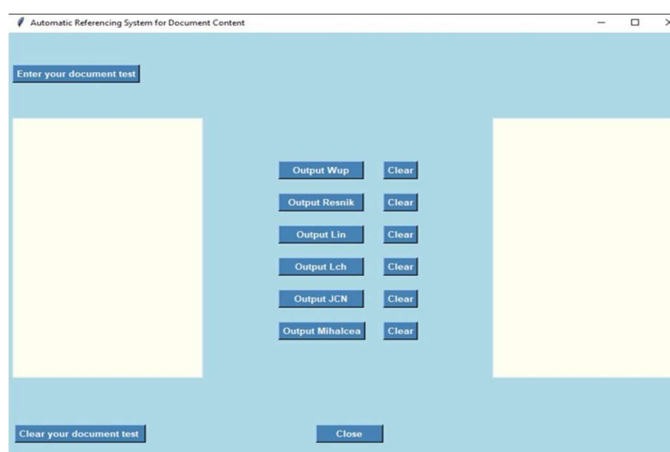 Automatic Referencing System for Document Content
Enter your document test
Output Wup Clear
Output Resnik Clear
Output Lin Clear
Output Lch Clear
Output JCN Clear
Output Mihalcea Clear
Clear your document test Close